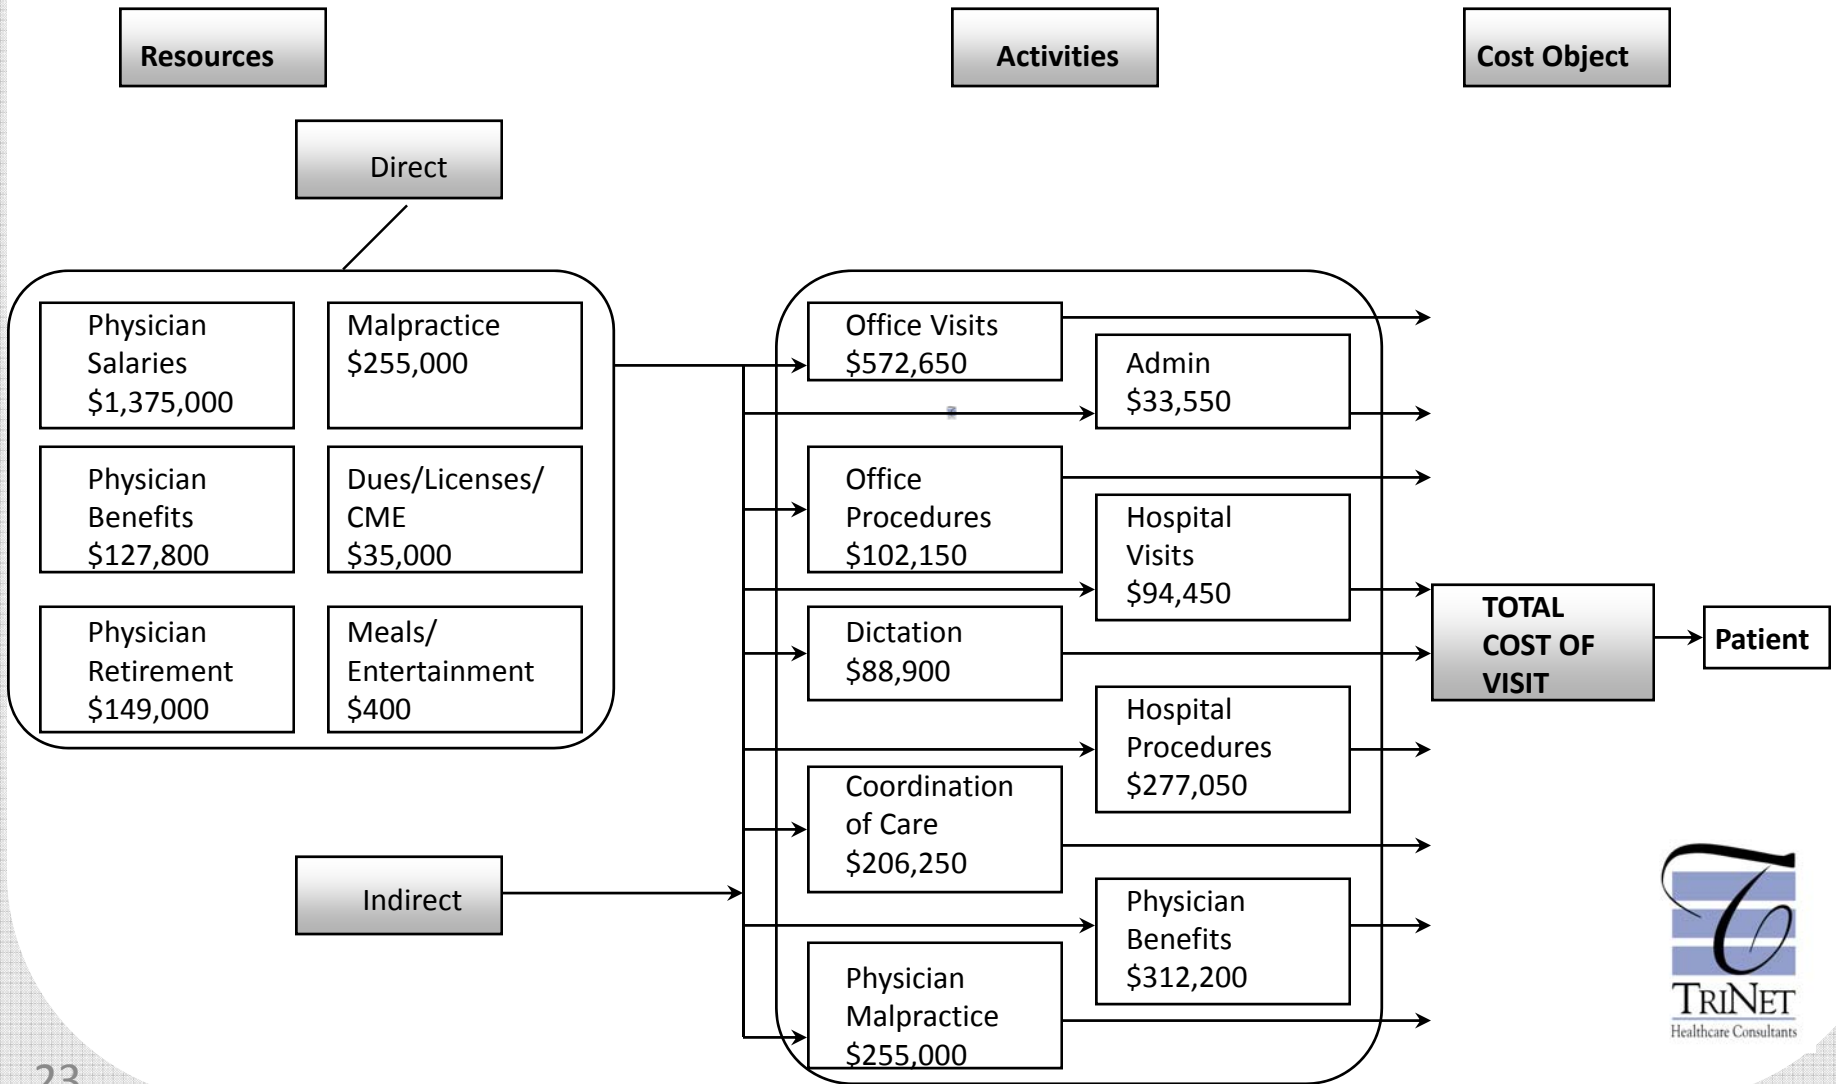 Resources
Activities
Cost Object
Direct
Physician
Salaries
$1,375,000
Malpractice
$255,000
Physician
Benefits
$127,800
Dues/Licenses/
CME
$35,000
Physician
Retirement
$149,000
Meals/
Entertainment
$400
Indirect
Office Visits
$572,650
Admin
$33,550
Office
Procedures
$102,150
Hospital
Visits
$94,450
Dictation
$88,900
Hospital
Procedures
$277,050
Coordination
of Care
$206,250
Physician
Benefits
$312,200
Physician
Malpractice
$255,000
TOTAL
COST OF
VISIT
Patient
TRINET
Healthcare Consultants
23